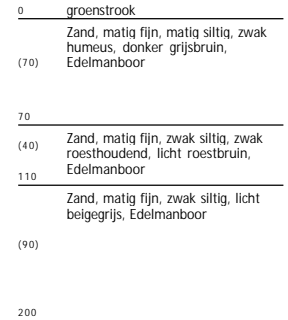 0 groenstrook
Zand, matig fijn, matig siltig, zwak
humeus, donker grijsbruin,
(70) Edelmanboor
70
Zand, matig fijn, zwak siltig, zwak
(40) roesthoudend, licht roestbruin,
Edelmanboor
110
Zand, matig fijn, zwak siltig, licht
beigegrijs, Edelmanboor
(90)
200